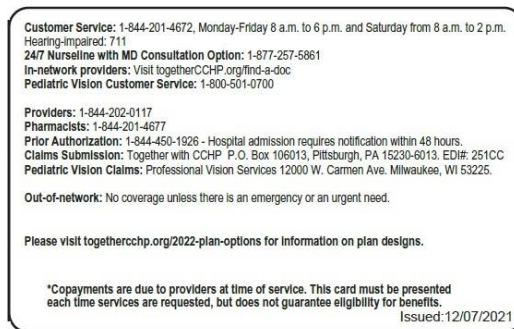 Customer Service: 1-844-201-4672, Monday-Friday 8 a.m. to 6 p.m. and Saturday from 8 a.m. to 2 p.m.
Hearing-impaired: 711
24/7 Nurseline with MD Consultation Option: 1-877-257-5861
In-network providers: Visit togetherCCHP.org/find-a-doc
Pediatric Vision Customer Service: 1-800-501-0700
Providers: 1-844-202-0117
Pharmacists: 1-844-201-4677
Prior Authorization: 1-844-450-1926 - Hospital admission requires notification within 48 hours.
Claims Submission: Together with CCHP P.O. Box 106013, Pittsburgh, PA 15230-6013. EDI#: 251CC
Pediatric Vision Claims: Professional Vision Services 12000 W. Carmen Ave. Milwaukee, WI 53225.
Out-of-network: No coverage unless there is an emergency or an urgent need.
Please visit togethercchp.org/2022-plan-options for information on plan designs.
*Copayments are due to providers at time of service. This card must be presented
each time services are requested, but does not guarantee eligibility for benefits.
Issued:12/07/2021